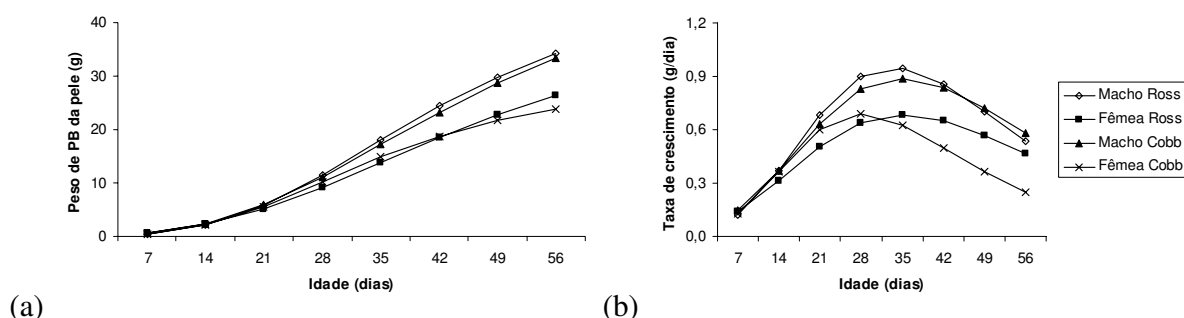 Peso de PB da pele (g)
40
30
20
10
0
7 14 21 28 35 42 49 56
Idade (dias)
(a)
Taxa de crescimento (g/dia)
1,2
0,9
0,6
0,3
0,0
7 14 21 28 35 42 49 56
Idade (dias)
(b)
Macho Ross
Fêmea Ross
Macho Cobb
Fêmea Cobb